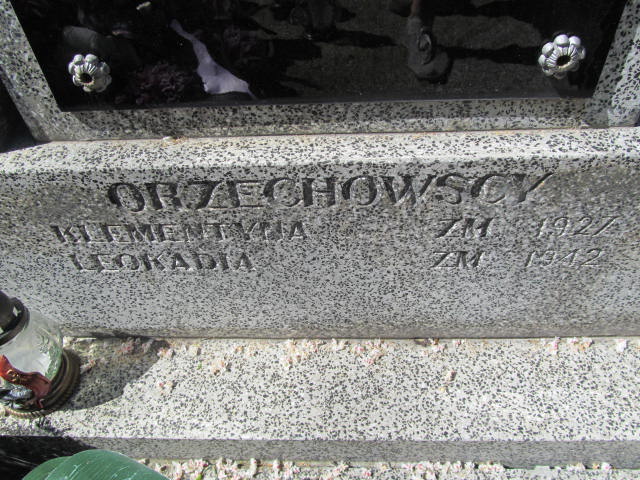 ORZECHOWSCY
KLEMENTYNA ZM 1927
LEOKADIA ZM 1942